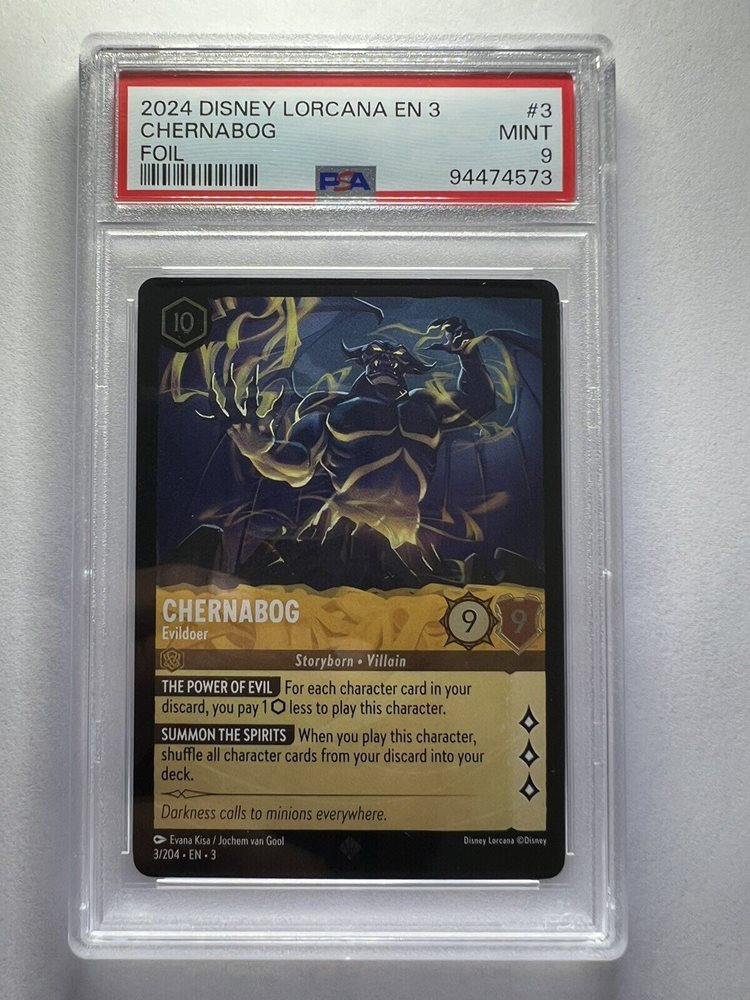 2024 DISNEY LORCANA EN 3 #3
CHERNABOG MINT
FOIL 9
PSA 94474573
10
CHERNABOG
Evildoer
9 9
Storyborn • Villain
THE POWER OF EVIL For each character card in your
discard, you pay 1 less to play this character.
SUMMON THE SPIRITS When you play this character,
shuffle all character cards from your discard into your
deck.
Darkness calls to minions everywhere.
Evana Kisa / Jochem van Gool Disney Lorcana ©Disney
3/204 • EN • 3